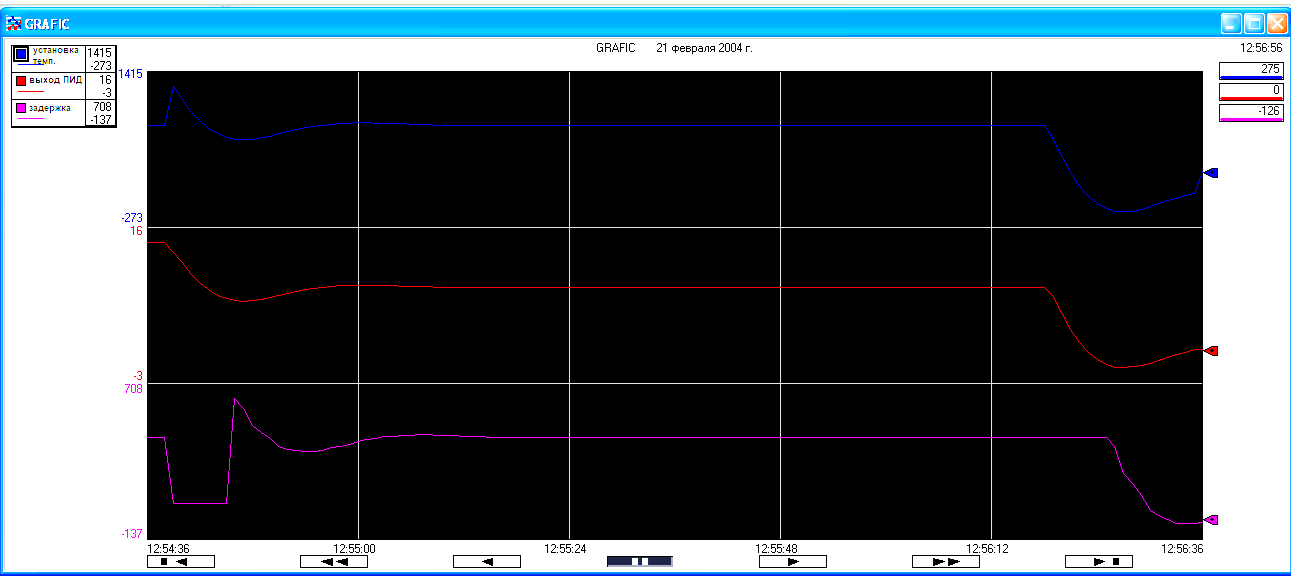 GRAFIC
GRAFIC 21 февраля 2004 г. 12:56:56
установка темп. 1415 -273
выход ПИД 16 -3
задержка 708 -137
275
0
-126
1415
-273
16
-3
708
-137
12:54:36 12:55:00 12:55:24 12:55:48 12:56:12 12:56:36